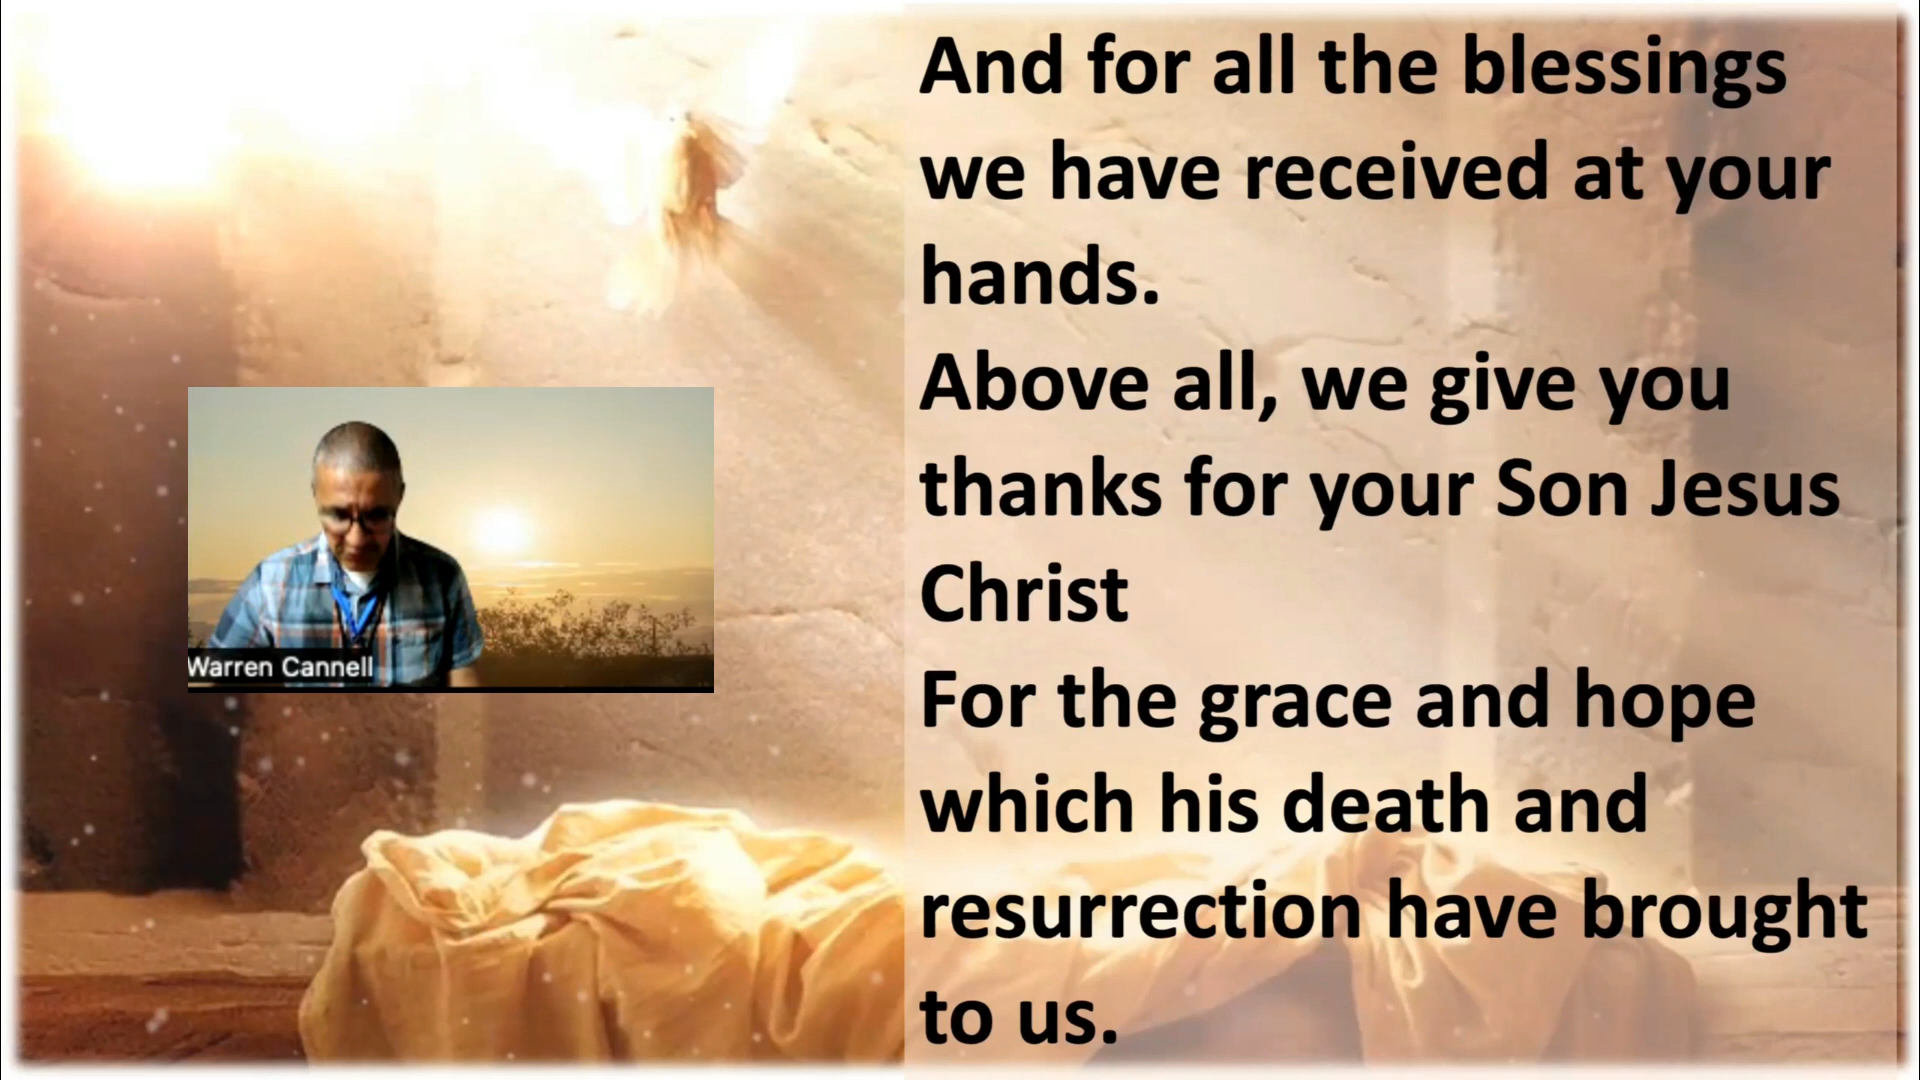 And for all the blessings
we have received at your
hands.
Above all, we give you
thanks for your Son Jesus
Christ
For the grace and hope
which his death and
resurrection have brought
to us.
Warren Cannell